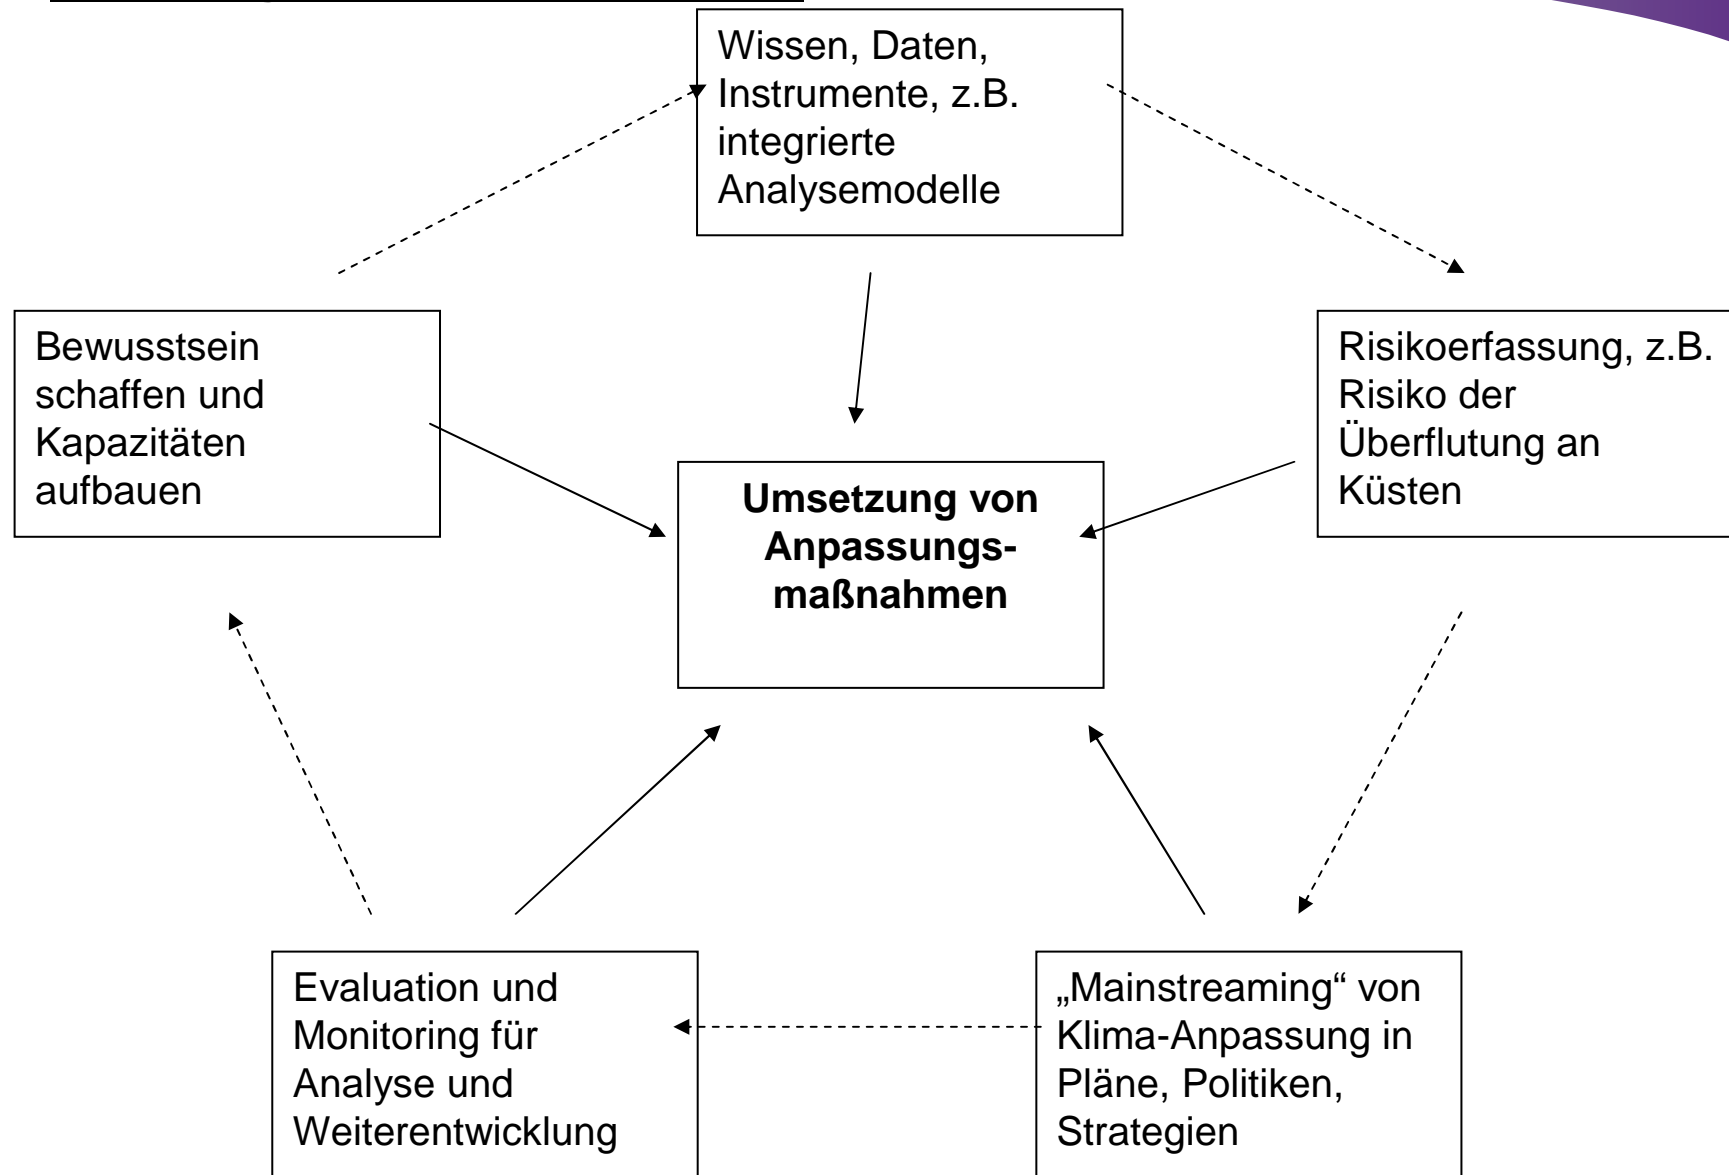 Wissen, Daten,
Instrumente, z.B.
integrierte
Analysemodelle
Bewusstsein
schaffen und
Kapazitäten
aufbauen
Risikoerfassung, z.B.
Risiko der
Überflutung an
Küsten
Umsetzung von
Anpassungs-
maßnahmen
Evaluation und
Monitoring für
Analyse und
Weiterentwicklung
„Mainstreaming“ von
Klima-Anpassung in
Pläne, Politiken,
Strategien